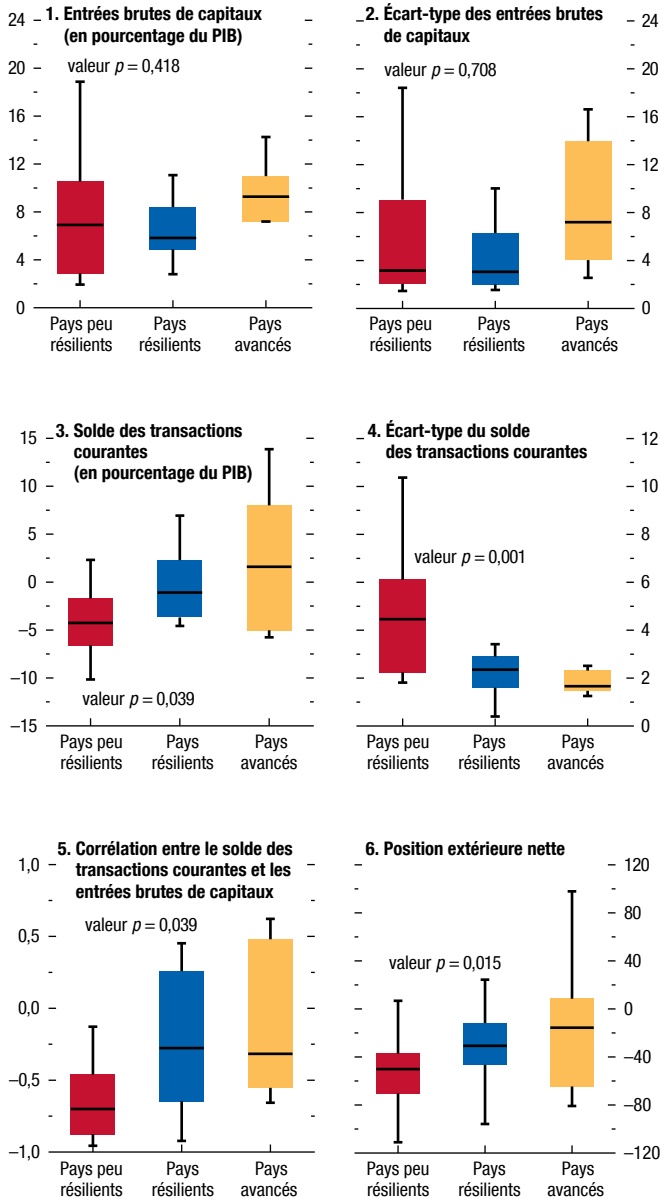 1. Entrées brutes de capitaux
(en pourcentage du PIB)
valeur p = 0,418
24
20
16
12
8
4
0
Pays peu
résilients
Pays
résilients
Pays
avancés
2. Écart-type des entrées brutes
de capitaux
valeur p = 0,708
24
20
16
12
8
4
0
Pays peu
résilients
Pays
résilients
Pays
avancés
3. Solde des transactions
courantes
(en pourcentage du PIB)
15
10
5
0
–5
–10
–15
valeur p = 0,039
Pays peu
résilients
Pays
résilients
Pays
avancés
4. Écart-type du solde
des transactions courantes
valeur p = 0,001
12
10
8
6
4
2
0
Pays peu
résilients
Pays
résilients
Pays
avancés
5. Corrélation entre le solde des
transactions courantes et les
entrées brutes de capitaux
valeur p = 0,039
1,0
0,5
0,0
–0,5
–1,0
Pays peu
résilients
Pays
résilients
Pays
avancés
6. Position extérieure nette
valeur p = 0,015
120
80
40
0
–40
–80
–120
Pays peu
résilients
Pays
résilients
Pays
avancés